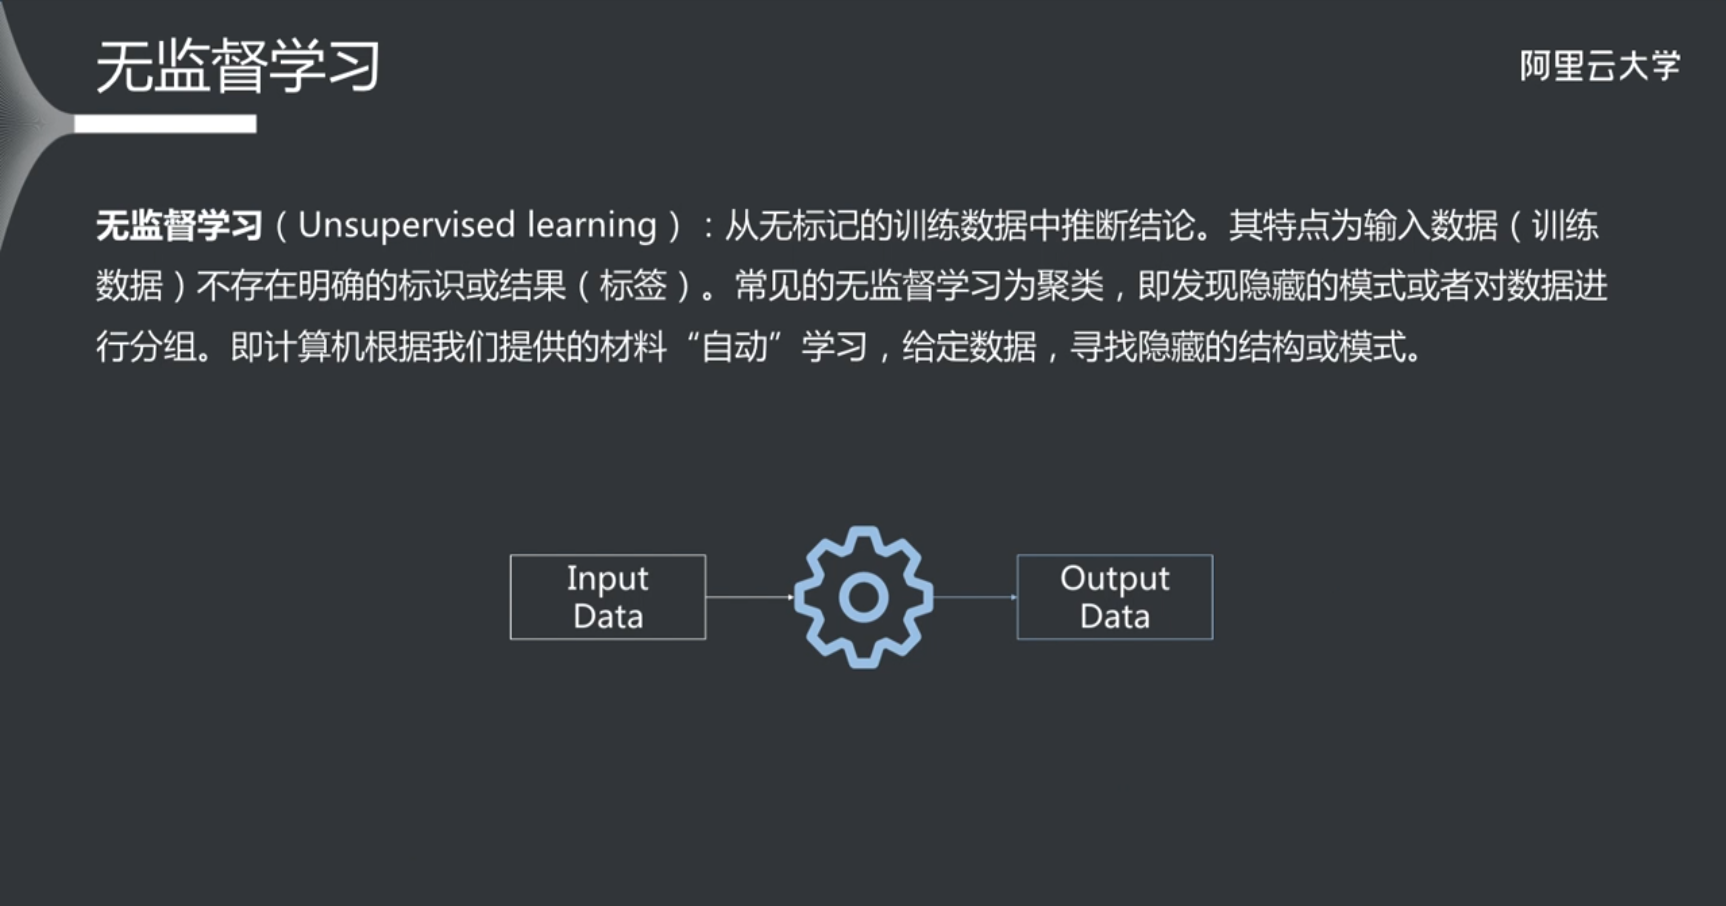 无监督学习
阿里云大学
无监督学习（Unsupervised learning）：从无标记的训练数据中推断结论。其特点为输入数据（训练
数据）不存在明确的标识或结果（标签）。常见的无监督学习为聚类，即发现隐藏的模式或者对数据进
行分组。即计算机根据我们提供的材料“自动”学习，给定数据，寻找隐藏的结构或模式。
Input
Data
Output
Data